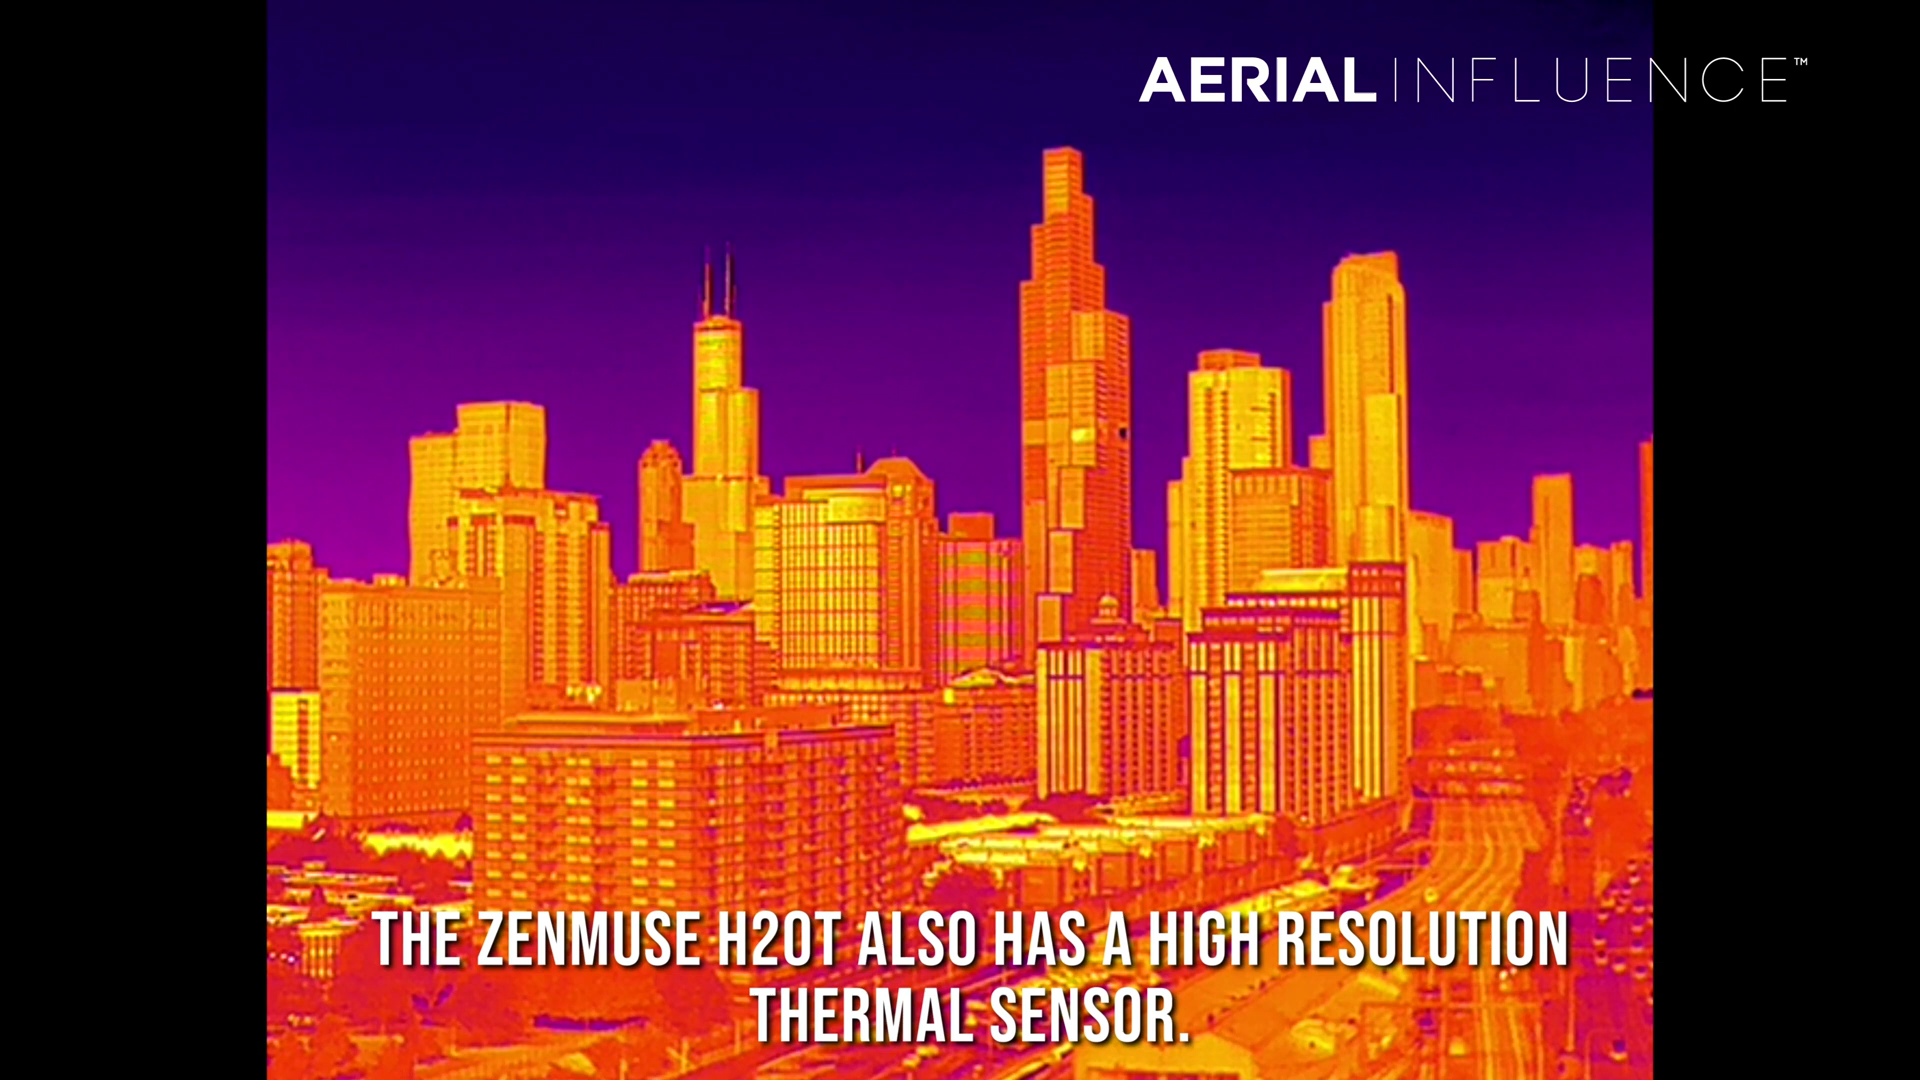 AERIAL INFLUENCE™
THE ZENMUSE H20T ALSO HAS A HIGH RESOLUTION
THERMAL SENSOR.